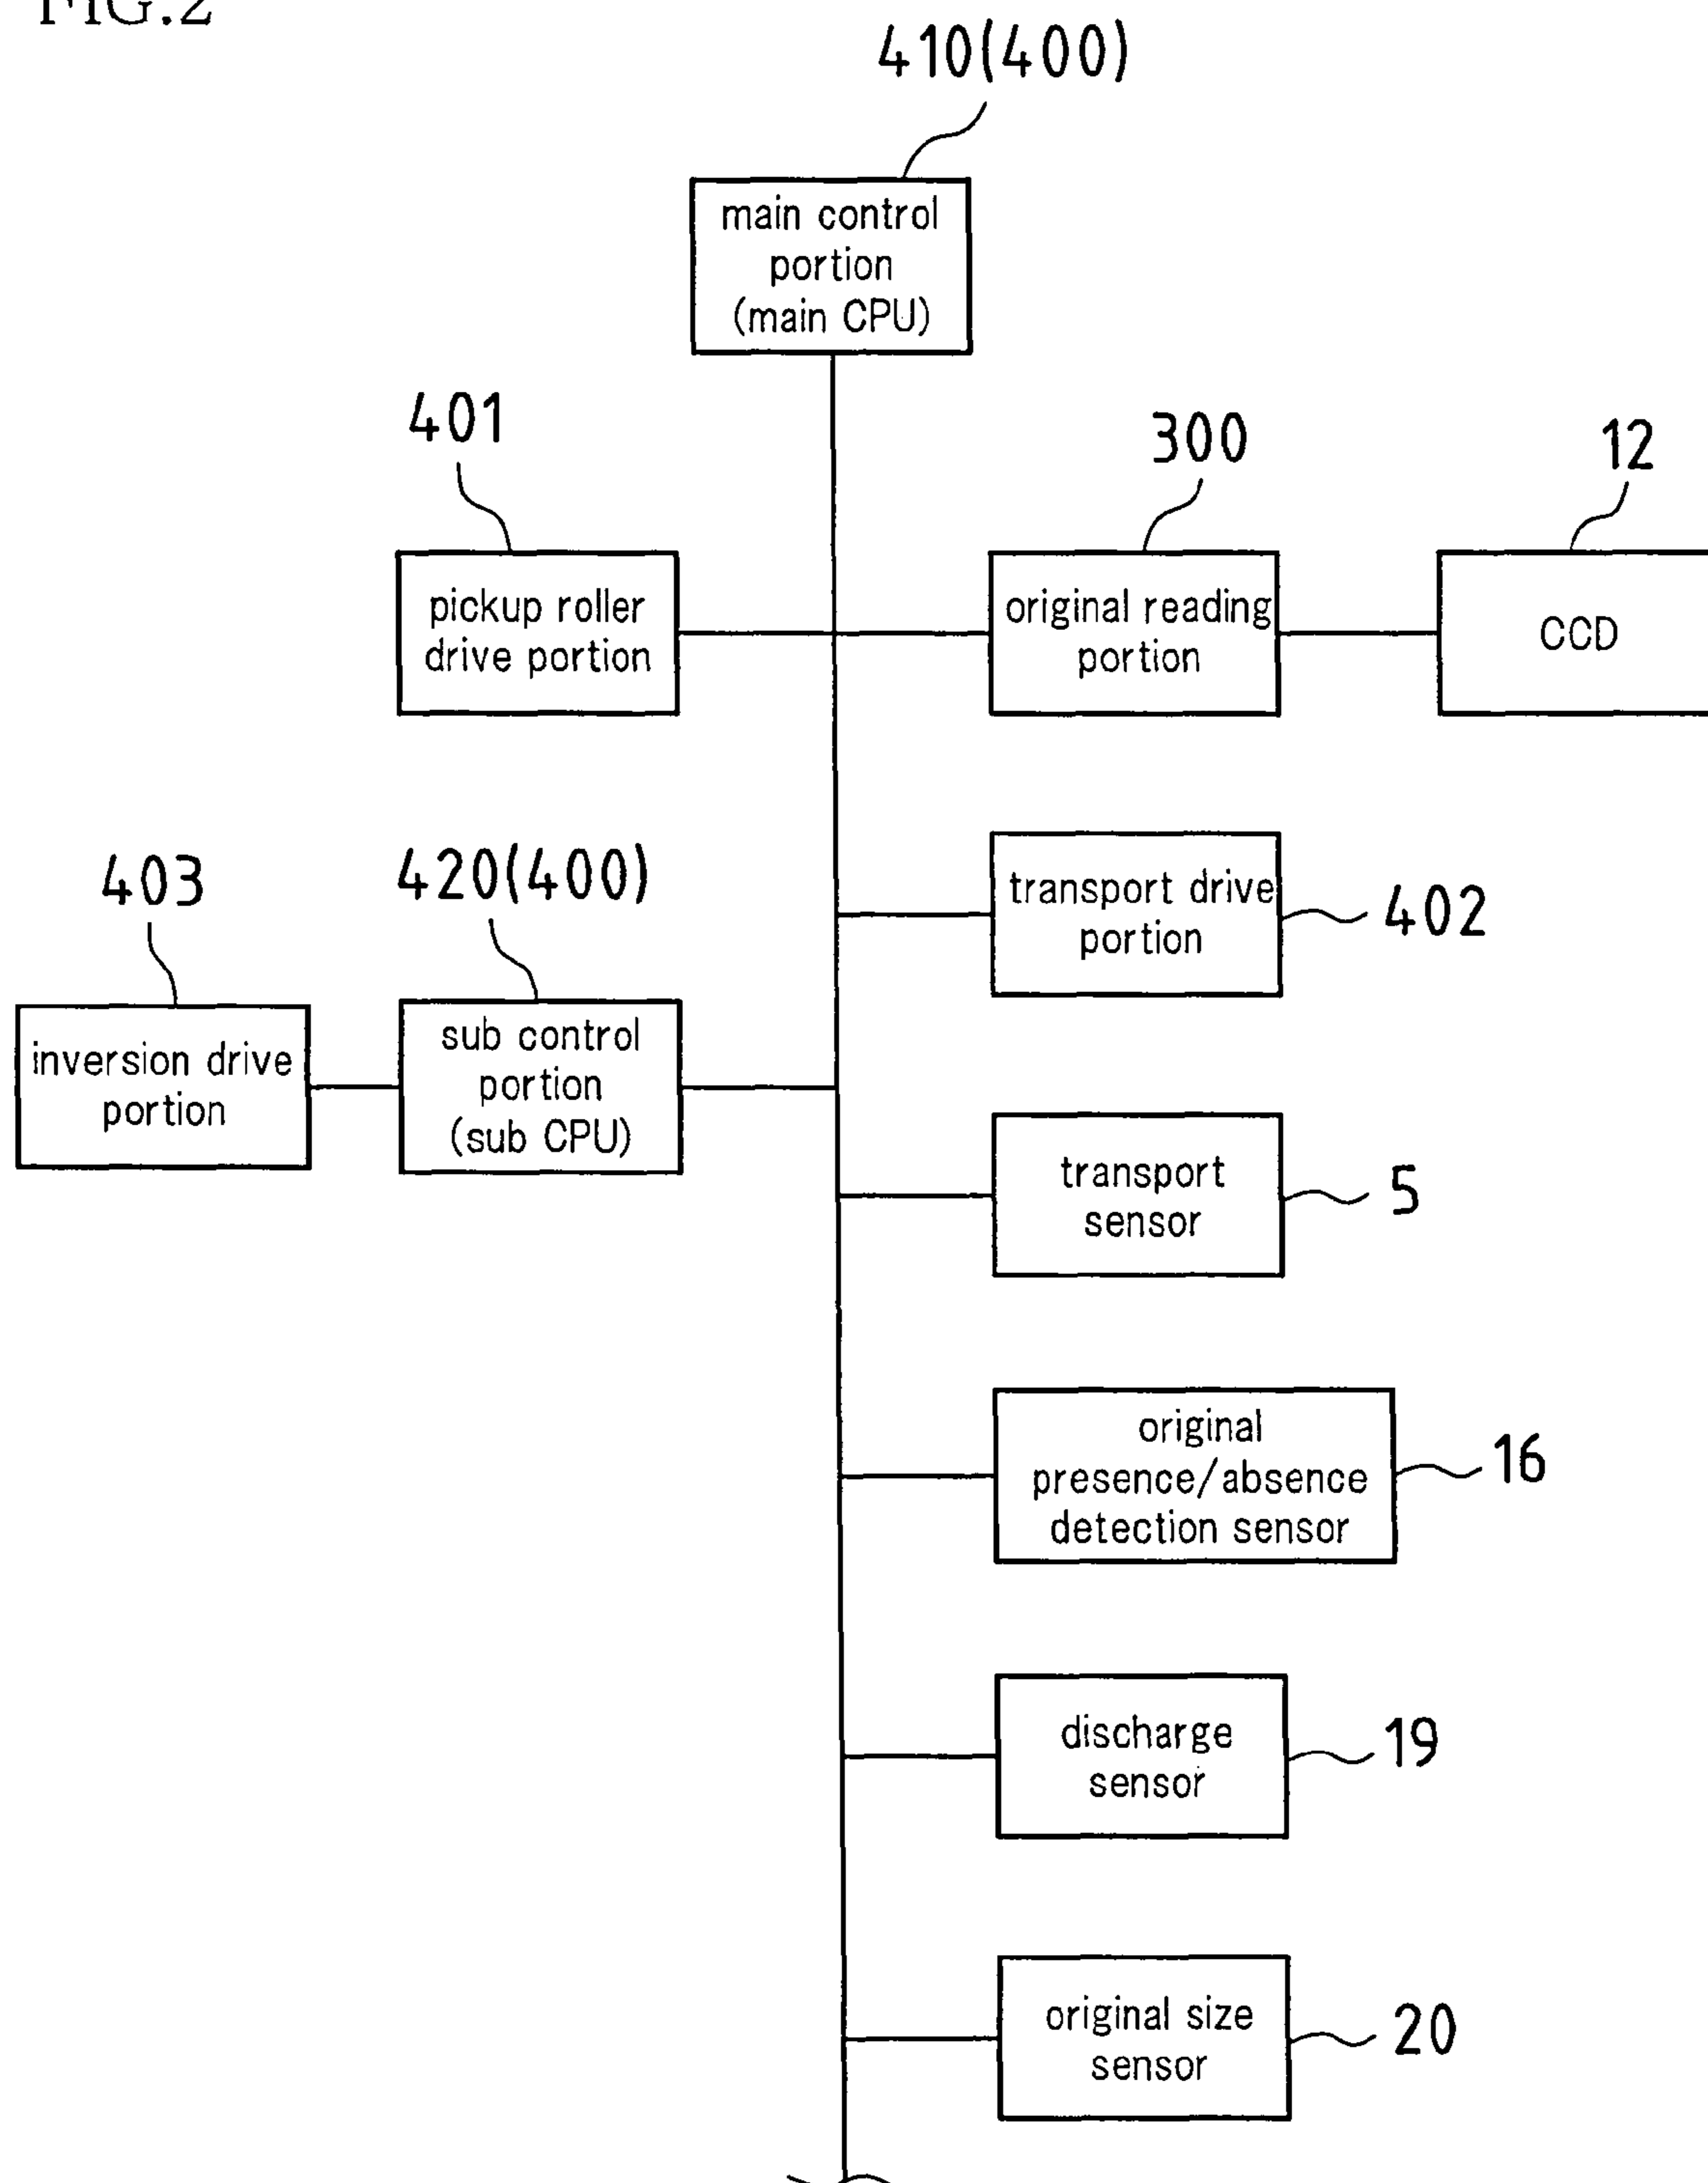 FIG.2
410(400)
main control
portion
(main CPU)
401
300
12
pickup roller
drive portion
original reading
portion
CCD
403
420(400)
transport drive
portion
402
inversion drive
portion
sub control
portion
(sub CPU)
transport
sensor
5
original
presence/absence
detection sensor
16
discharge
sensor
19
original size
sensor
20